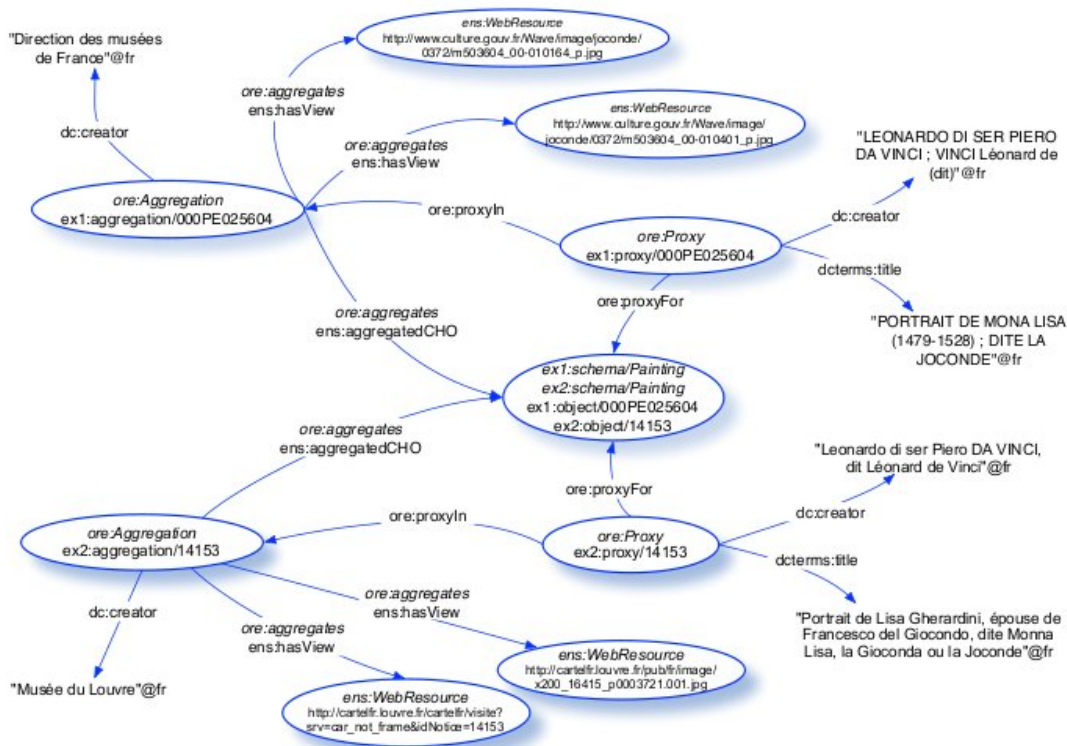 ens:WebResource
http://www.culture.gouv.fr/Wave/image/joconde/
0372/m503604_00-010164_p.jpg
"Direction des musées
de France"@fr
ore:aggregates
ens:hasView
ens:WebResource
http://www.culture.gouv.fr/Wave/image/
joconde/0372/m503604_00-010401_p.jpg
dc:creator
ore:aggregates
ens:hasView
"LEONARDO DI SER PIERO
DA VINCI ; VINCI Léonard de
(dit)"@fr
ore:Aggregation
ex1:aggregation/000PE025604
ore:proxyIn
dc:creator
ore:Proxy
ex1:proxy/000PE025604
dcterms:title
ore:proxyFor
ore:aggregates
ens:aggregatedCHO
"PORTRAIT DE MONA LISA
(1479-1528) ; DITE LA
JOCONDE"@fr
ex1:schema/Painting
ex2:schema/Painting
ex1:object/000PE025604
ex2:object/14153
ore:aggregates
ens:aggregatedCHO
"Leonardo di ser Piero DA VINCI,
dit Léonard de Vinci"@fr
ore:proxyFor
dc:creator
ore:proxyIn
ore:Aggregation
ex2:aggregation/14153
ore:Proxy
ex2:proxy/14153
dcterms:title
dc:creator
ore:aggregates
ens:hasView
ore:aggregates
ens:hasView
"Portrait de Lisa Gherardini, épouse de
Francesco del Giocondo, dite Monna
Lisa, la Gioconda ou la Joconde"@fr
ens:WebResource
http://cartelfr.louvre.fr/pub/fr/image/
x200_16415_p0003721.001.jpg
"Musée du Louvre"@fr
ens:WebResource
http://cartelfr.louvre.fr/cartelfr/visite?
srv=car_not_frame&idNotice=14153